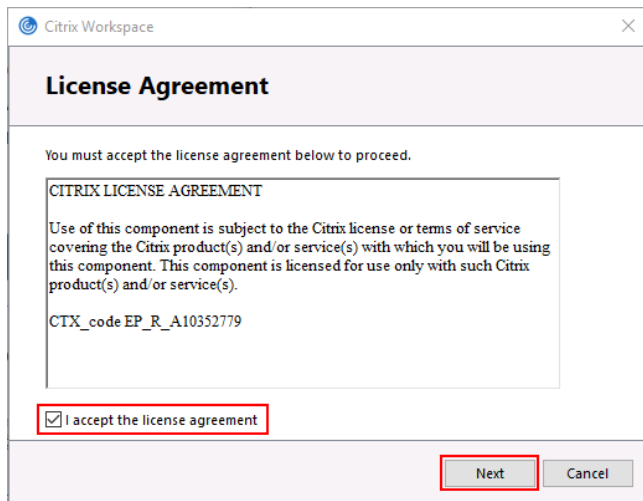 Citrix Workspace
License Agreement
You must accept the license agreement below to proceed.
CITRIX LICENSE AGREEMENT
Use of this component is subject to the Citrix license or terms of service
covering the Citrix product(s) and/or service(s) with which you will be using
this component. This component is licensed for use only with such Citrix
product(s) and/or service(s).
CTX_code EP_R_A10352779
I accept the license agreement
Next
Cancel